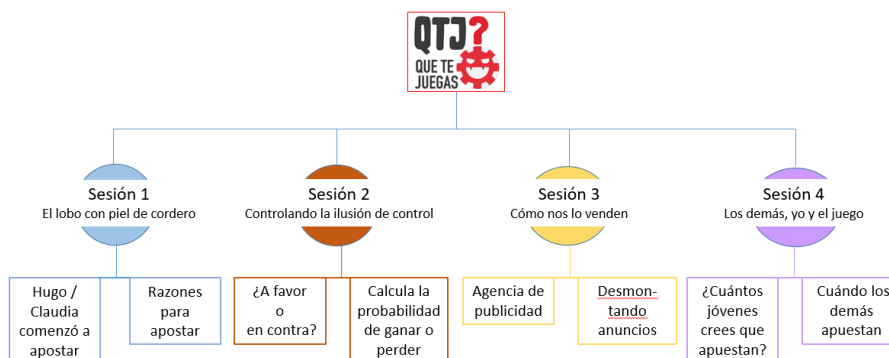 QTJ?
QUE TE
JUEGAS
Sesión 1
El lobo con piel de cordero
Sesión 2
Controlando la ilusión de control
Sesión 3
Cómo nos lo venden
Sesión 4
Los demás, yo y el juego
Hugo /
Claudia
comenzó a
apostar
Razones
para
apostar
¿A favor
o
en contra?
Calcula la
probabilidad
de ganar o
perder
Agencia de
publicidad
Desmon-
tando
anuncios
¿Cuántos
jóvenes
crees que
apuestan?
Cuándo los
demás
apuestan